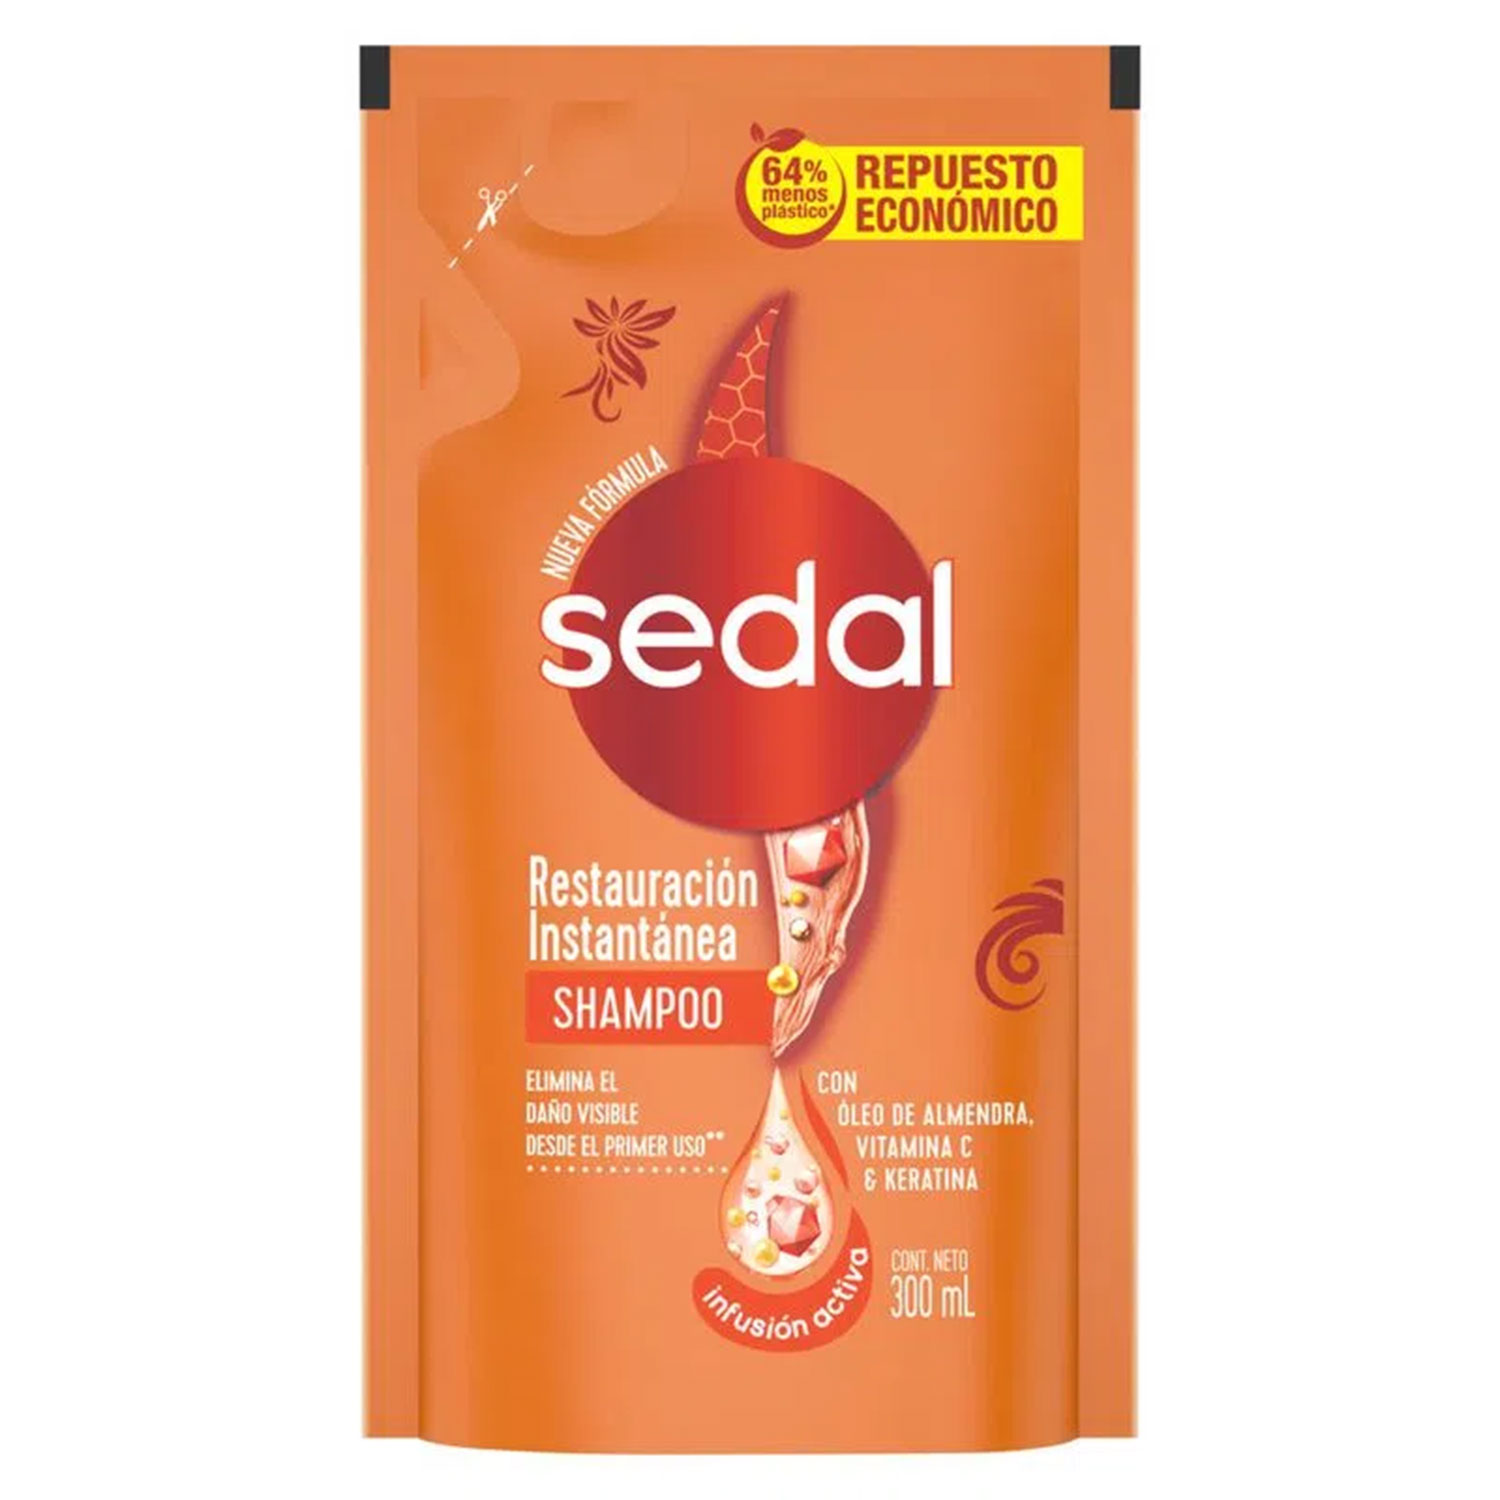 64%
menos
plástico*
REPUESTO
ECONÓMICO
NUEVA FÓRMULA
sedal
Restauración
Instantánea
SHAMPOO
ELIMINA EL
DAÑO VISIBLE
DESDE EL PRIMER USO**
CON
ÓLEO DE ALMENDRA,
VITAMINA C
& KERATINA
infusión activa
CONT. NETO
300 mL